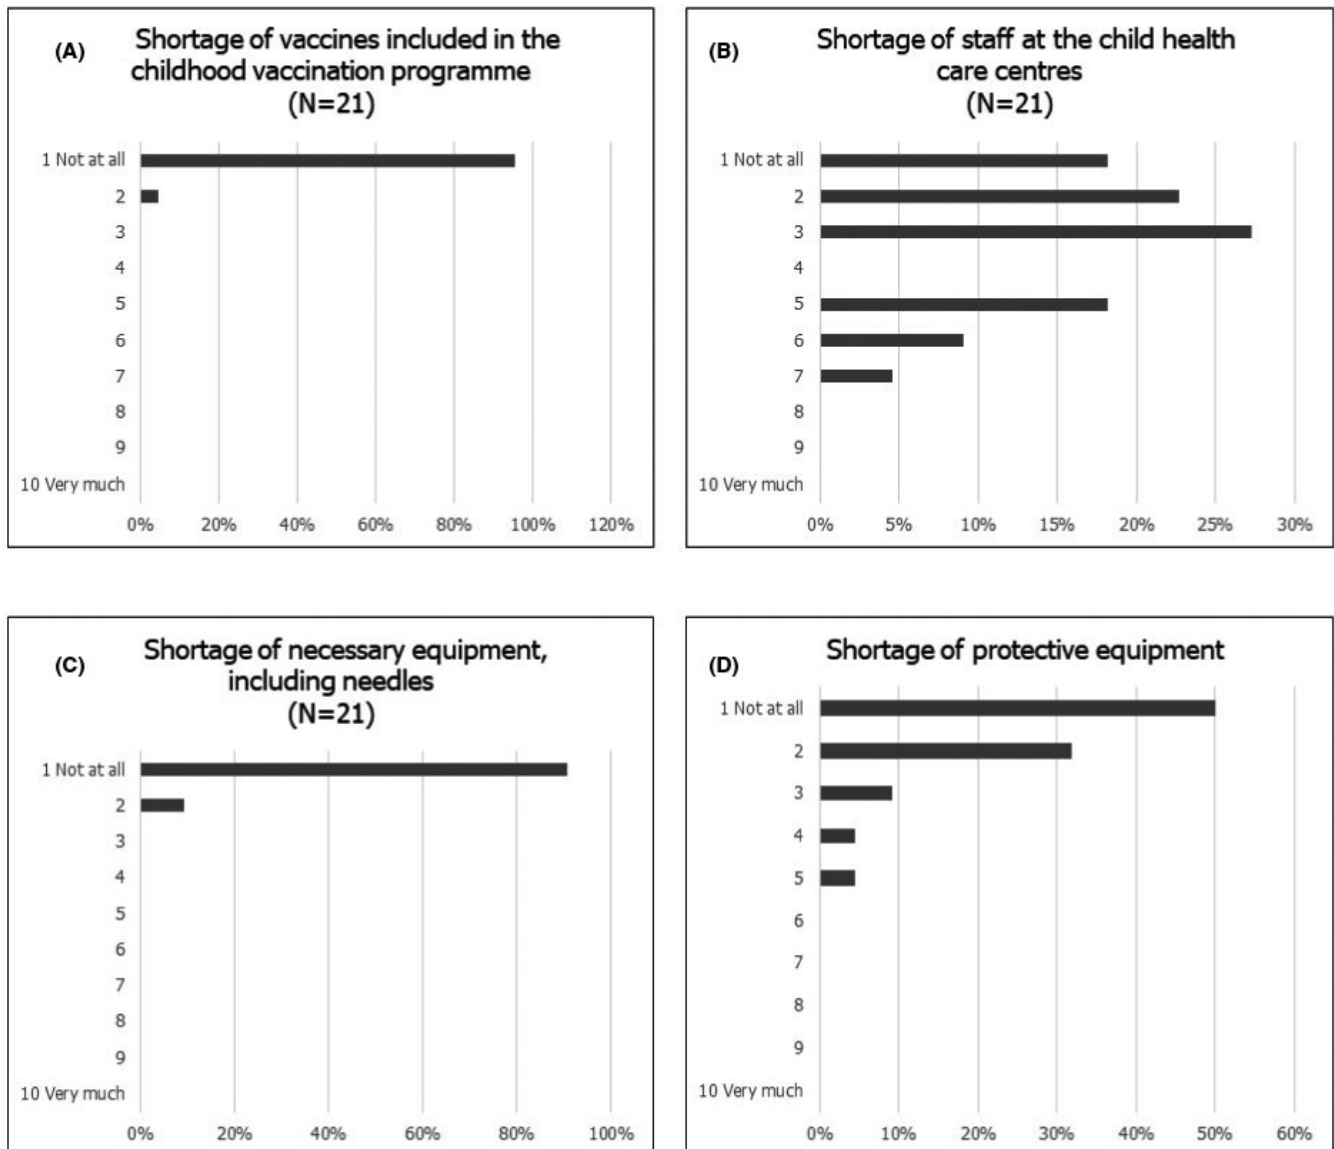 (A)
Shortage of vaccines included in the
childhood vaccination programme
(N=21)
1 Not at all
2
3
4
5
6
7
8
9
10 Very much
0% 20% 40% 60% 80% 100% 120%
(B)
Shortage of staff at the child health
care centres
(N=21)
1 Not at all
2
3
4
5
6
7
8
9
10 Very much
0% 5% 10% 15% 20% 25% 30%
(C)
Shortage of necessary equipment,
including needles
(N=21)
1 Not at all
2
3
4
5
6
7
8
9
10 Very much
0% 20% 40% 60% 80% 100%
(D)
Shortage of protective equipment
1 Not at all
2
3
4
5
6
7
8
9
10 Very much
0% 10% 20% 30% 40% 50% 60%